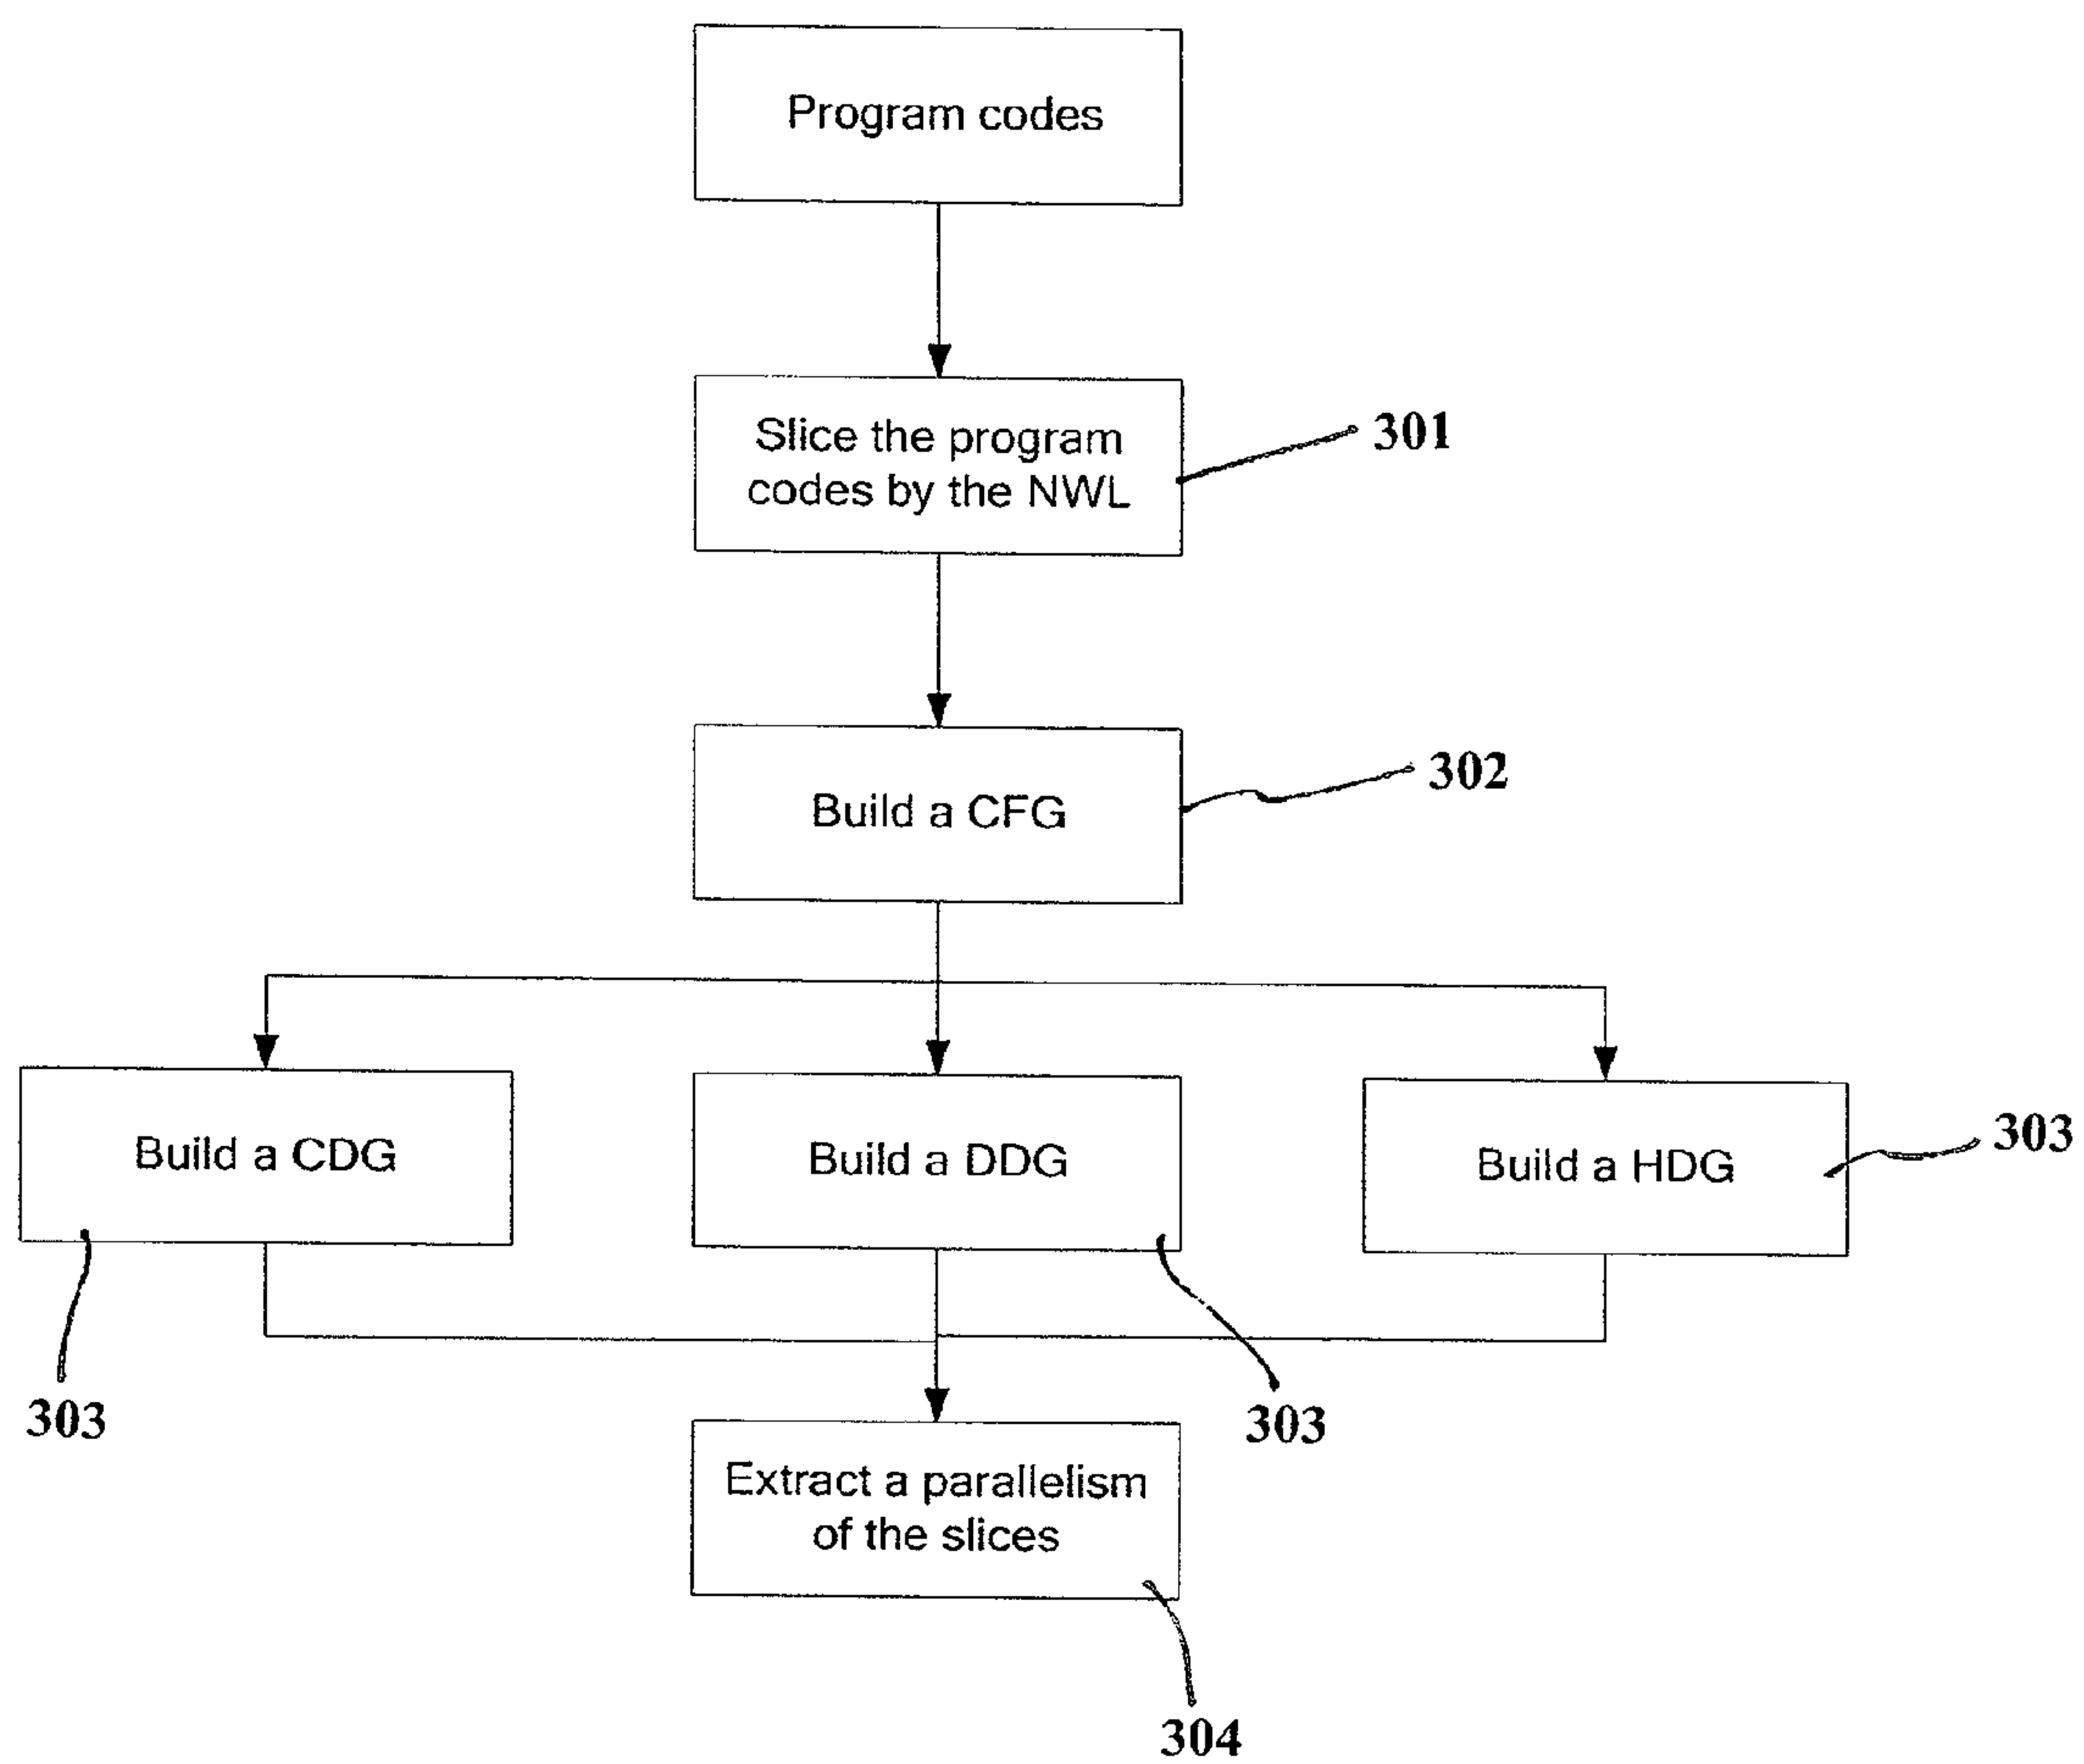 Program codes
Slice the program
codes by the NWL
301
Build a CFG
302
Build a CDG
Build a DDG
Build a HDG
303
303
303
Extract a parallelism
of the slices
304